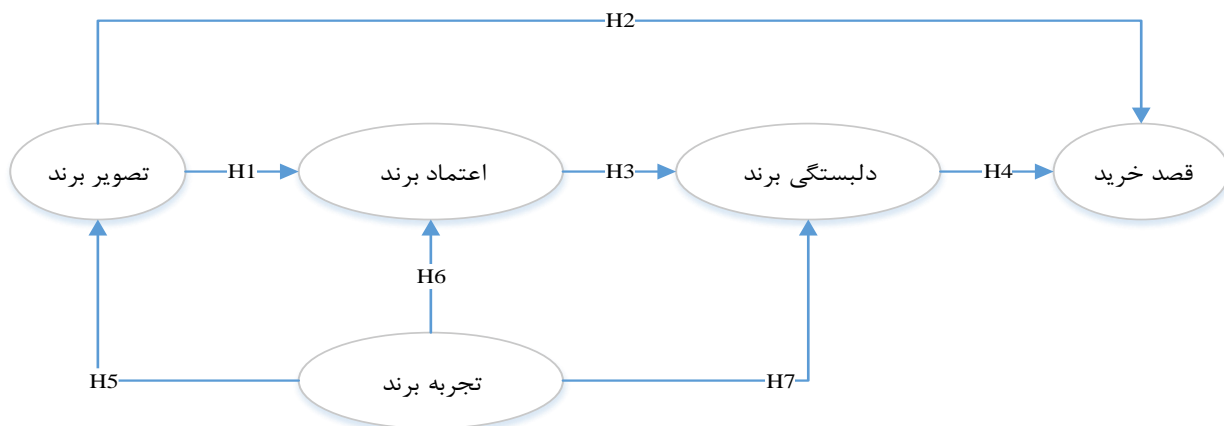 H2
تصویر برند
H1
اعتماد برند
H3
دلبستگی برند
H4
قصد خرید
H6
H5
تجربه برند
H7